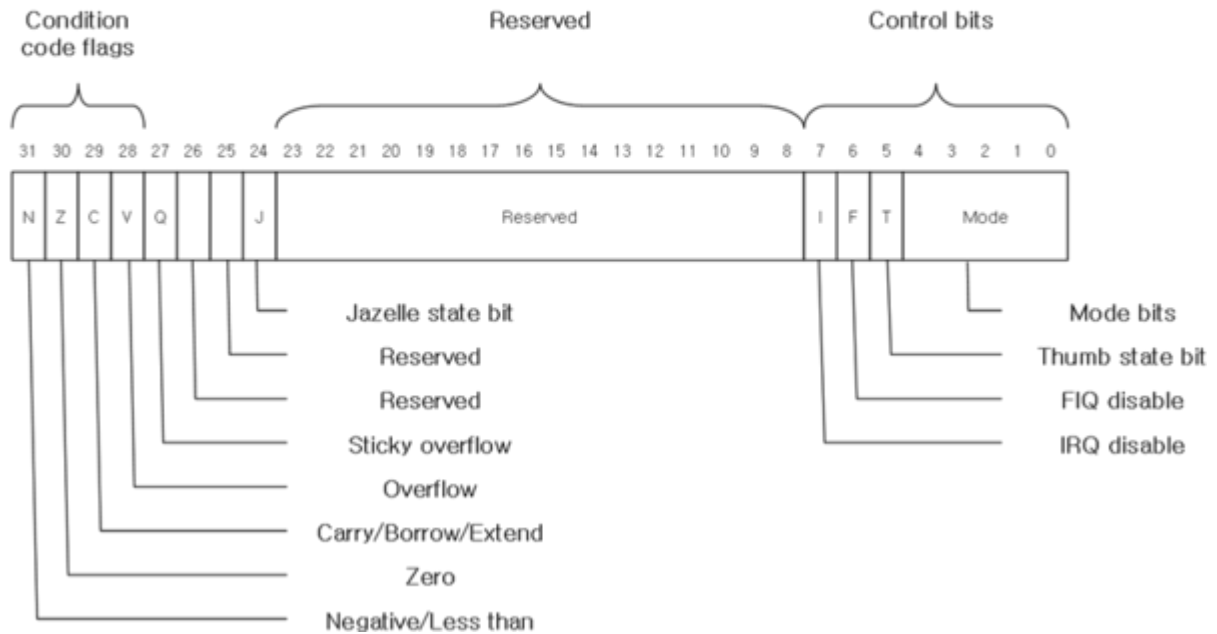 Condition
code flags
Reserved
Control bits
31 30 29 28 27 26 25 24 23 22 21 20 19 18 17 16 15 14 13 12 11 10 9 8 7 6 5 4 3 2 1 0
N Z C V Q J Reserved I F T Mode
Jazelle state bit Mode bits
Reserved Thumb state bit
Reserved FIQ disable
Sticky overflow IRQ disable
Overflow
Carry/Borrow/Extend
Zero
Negative/Less than